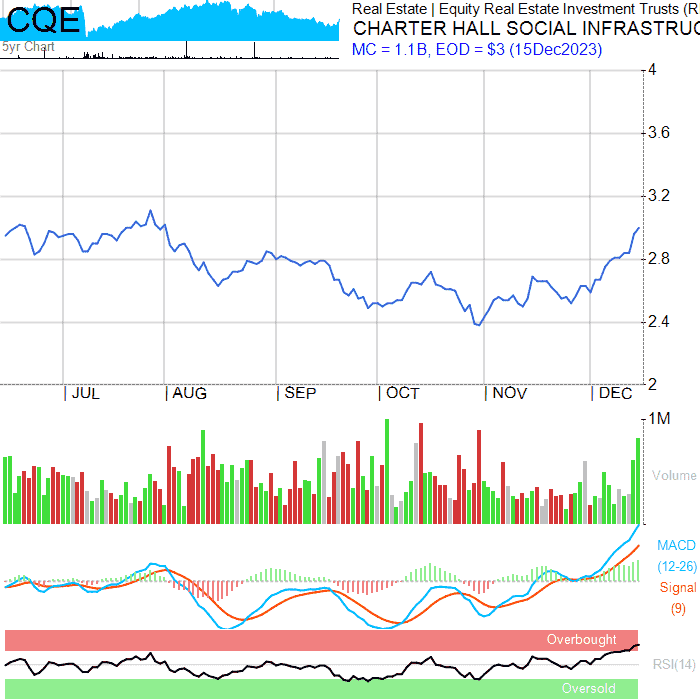 CQE
5yr Chart
Real Estate | Equity Real Estate Investment Trusts (R
CHARTER HALL SOCIAL INFRASTRUC
MC = 1.1B, EOD = $3 (15Dec2023)
4
3.6
3.2
2.8
2.4
2
JUL AUG SEP OCT NOV DEC
1M
Volume
MACD
(12-26)
Signal
(9)
Overbought
RSI(14)
Oversold